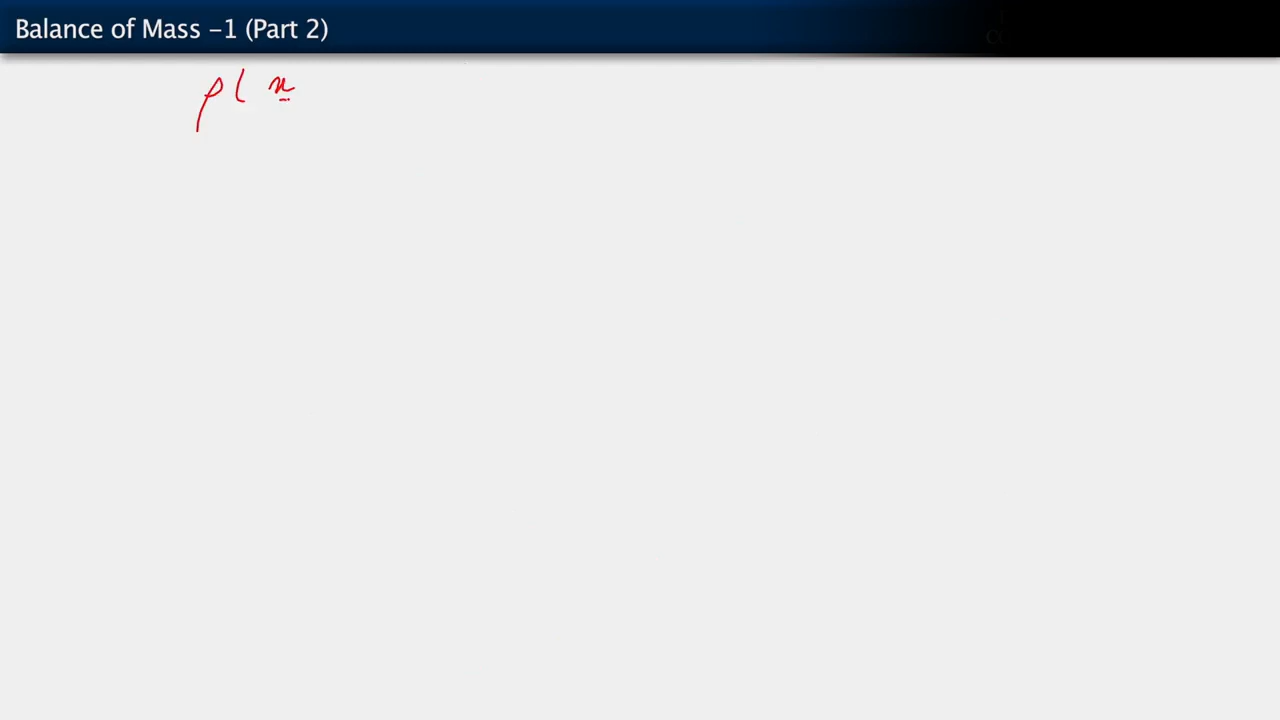 Balance of Mass -1 (Part 2)
ρ( x